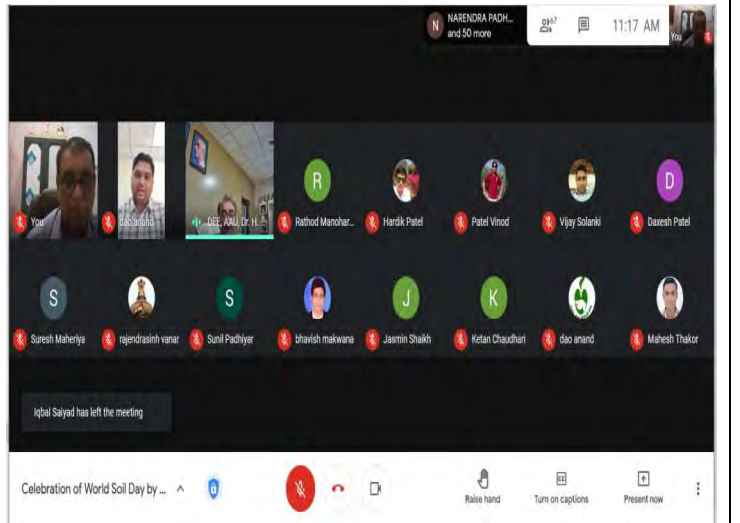 N
NARENDRA PADH...
and 50 more
67
11:17 AM
You
You
dao anand
DEE, AAU, Dr. H.
R
Rathod Manohar...
Hardik Patel
Patel Vinod
Vijay Solanki
D
Daxesh Patel
S
Suresh Maheriya
rajendrasinh vanar
S
Sunil Padhiyar
bhavish makwana
J
Jasmin Shaikh
K
Ketan Chaudhari
dao anand
Mahesh Thakor
Iqbal Saiyad has left the meeting
Celebration of World Soil Day by ...
Raise hand
CC
Turn on captions
Present now